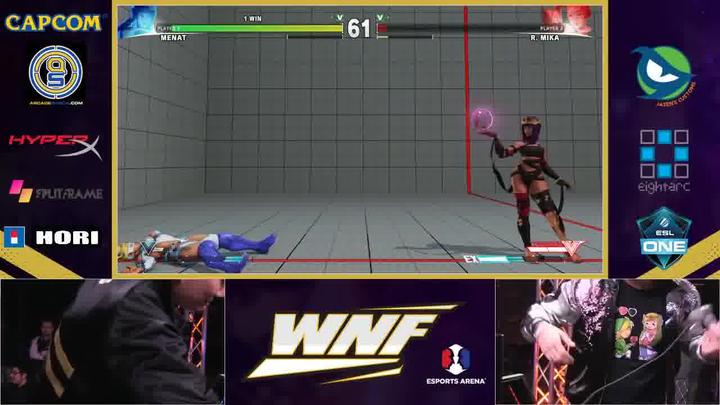 CAPCOM
ARCADESHOCK.COM
HYPERX
SPLITFRAME
HORI
1 WIN
PLAYER 1
MENAT
V
61
V
PLAYER 2
R. MIKA
EX
V
JASEN'S CUSTOMS
eightarc
ESL
ONE
WNF
ESPORTS ARENA